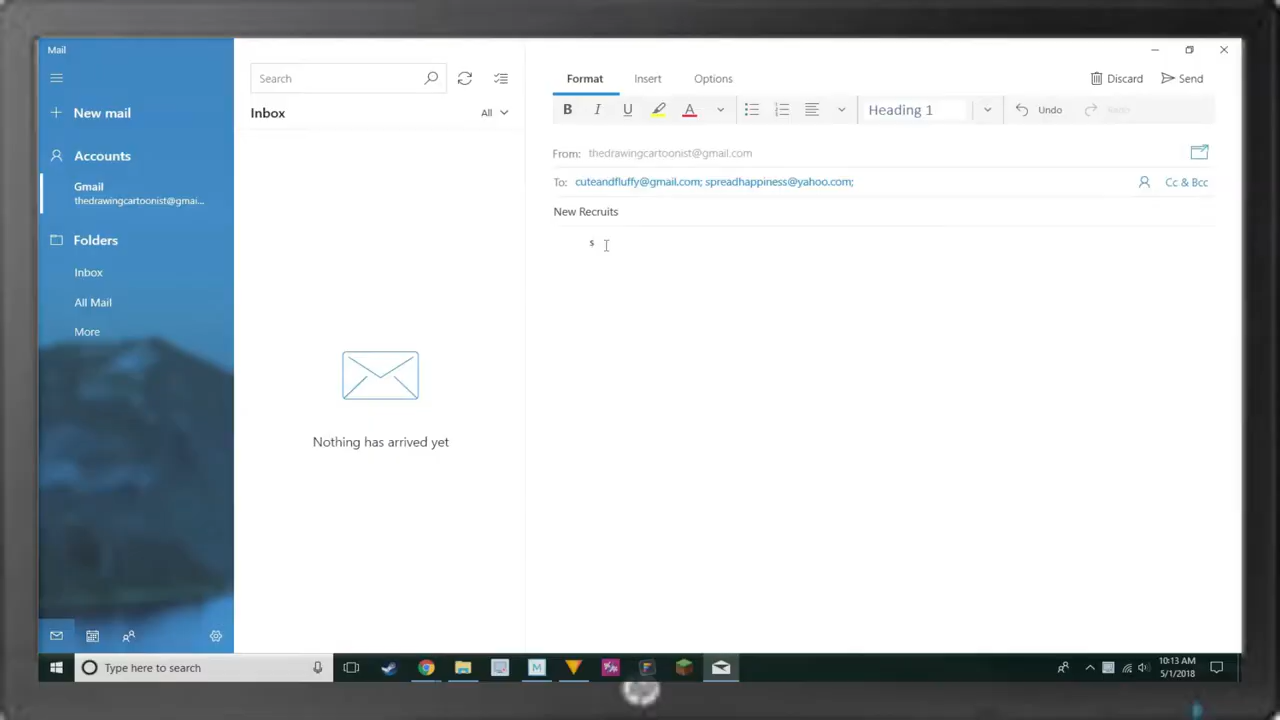 Mail
New mail
Accounts
Gmail
thedrawingcartoonist@gmai...
Folders
Inbox
All Mail
More
Search
Inbox
All
Nothing has arrived yet
Format Insert Options
Discard Send
B I U A Heading 1 Undo Redo
From: thedrawingcartoonist@gmail.com
To: cuteandfluffy@gmail.com; spreadhappiness@yahoo.com;
Cc & Bcc
New Recruits
s
Type here to search
M
10:13 AM
5/1/2018